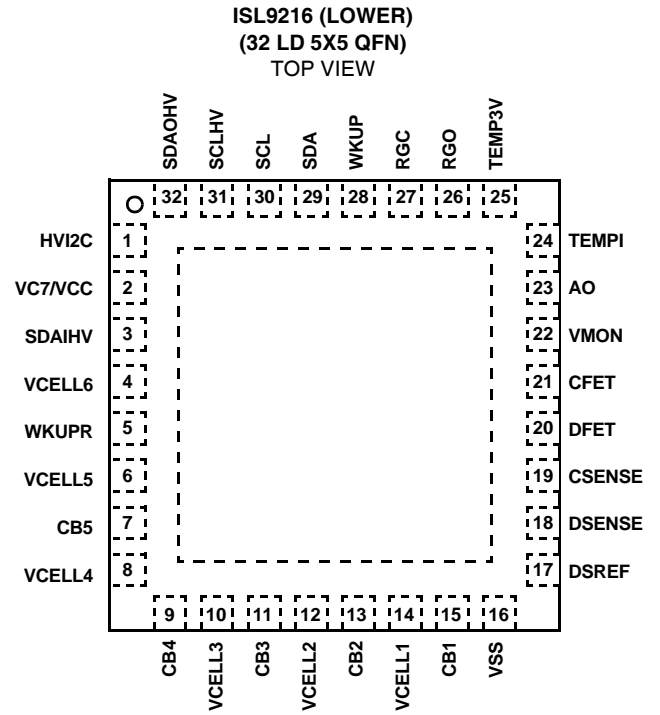 ISL9216 (LOWER)
(32 LD 5X5 QFN)
TOP VIEW
SDAOHV
SCLHV
SCL
SDA
WKUP
RGC
RGO
TEMP3V
32
31
30
29
28
27
26
25
HVI2C
1
VC7/VCC
2
SDAIHV
3
VCELL6
4
WKUPR
5
VCELL5
6
CB5
7
VCELL4
8
24
TEMPI
23
AO
22
VMON
21
CFET
20
DFET
19
CSENSE
18
DSENSE
17
DSREF
9
10
11
12
13
14
15
16
CB4
VCELL3
CB3
VCELL2
CB2
VCELL1
CB1
VSS